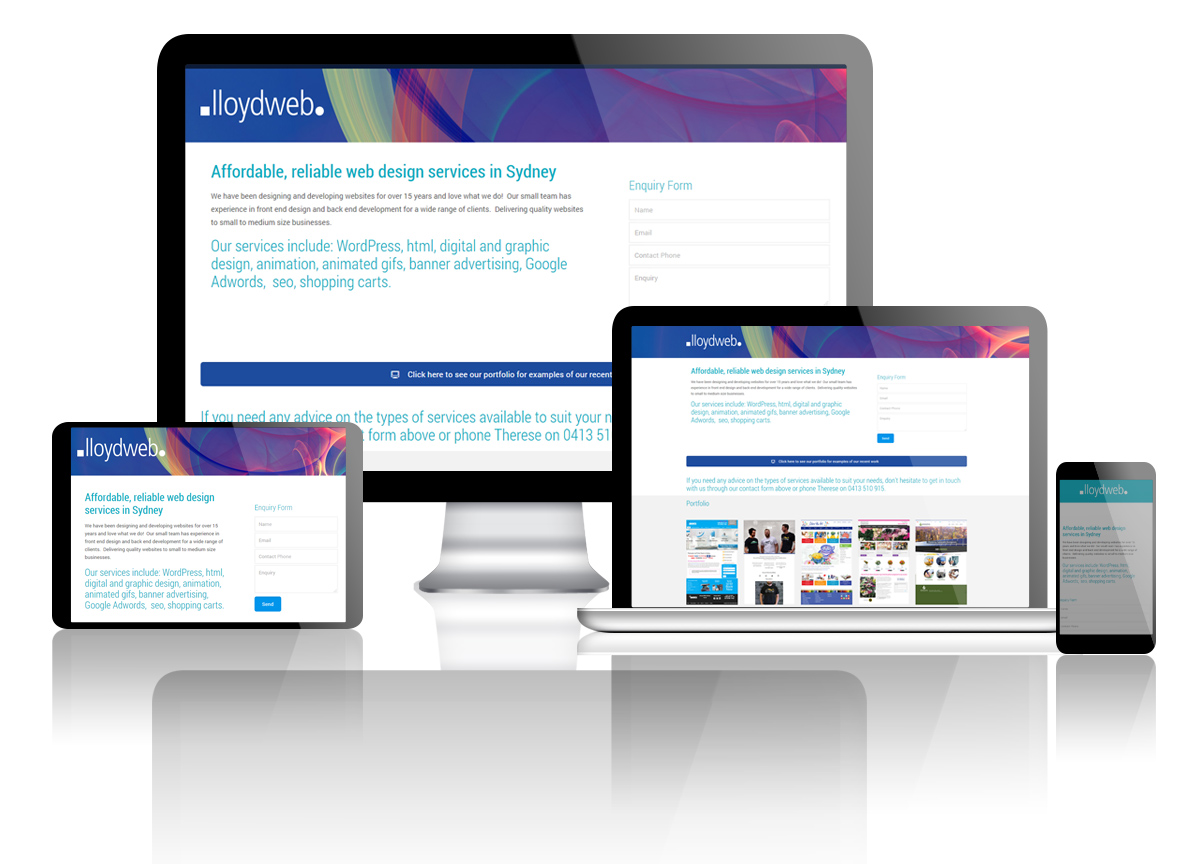 .lloydweb.
Affordable, reliable web design services in Sydney
We have been designing and developing websites for over 15 years and love what we do! Our small team has
experience in front end design and back end development for a wide range of clients. Delivering quality websites
to small to medium size businesses.
Our services include: WordPress, html, digital and graphic
design, animation, animated gifs, banner advertising, Google
Adwords, seo, shopping carts.
Enquiry Form
Name
Email
Contact Phone
Enquiry
Click here to see our portfolio for examples of our recent
If you need any advice on the types of services available to suit your n
form above or phone Therese on 0413 51
.lloydweb.
Affordable, reliable web design
services in Sydney
We have been designing and developing websites for over 15
years and love what we do! Our small team has experience in
front end design and back end development for a wide range of
clients. Delivering quality websites to small to medium size
businesses.
Our services include: WordPress, html,
digital and graphic design, animation,
animated gifs, banner advertising,
Google Adwords, seo, shopping carts.
Enquiry Form
Name
Email
Contact Phone
Enquiry
Send
.lloydweb.
Affordable, reliable web design services in Sydney
We have been designing and developing websites for over 15 years and love what we do! Our small team has
experience in front end design and back end development for a wide range of clients. Delivering quality websites
to small to medium size businesses.
Our services include: WordPress, html, digital and graphic
design, animation, animated gifs, banner advertising, Google
Adwords, seo, shopping carts.
Enquiry Form
Name
Email
Contact Phone
Enquiry
Send
Click here to see our portfolio for examples of our recent work
If you need any advice on the types of services available to suit your needs, don't hesitate to get in touch
with us through our contact form above or phone Therese on 0413 510 915.
Portfolio
.lloydweb.
Affordable, reliable web design
services in Sydney
Our services include: WordPress, html,
digital and graphic design, animation,
animated gifs, banner advertising, Google
Adwords, seo, shopping carts.